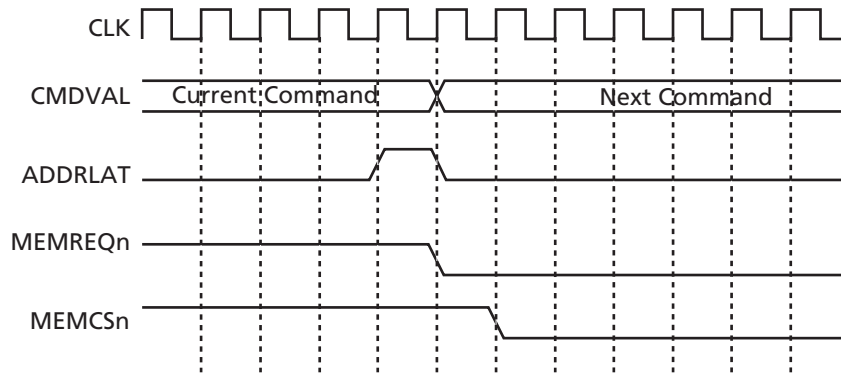 CLK
CMDVAL Current Command Next Command
ADDRLAT
MEMREQn
MEMCSn